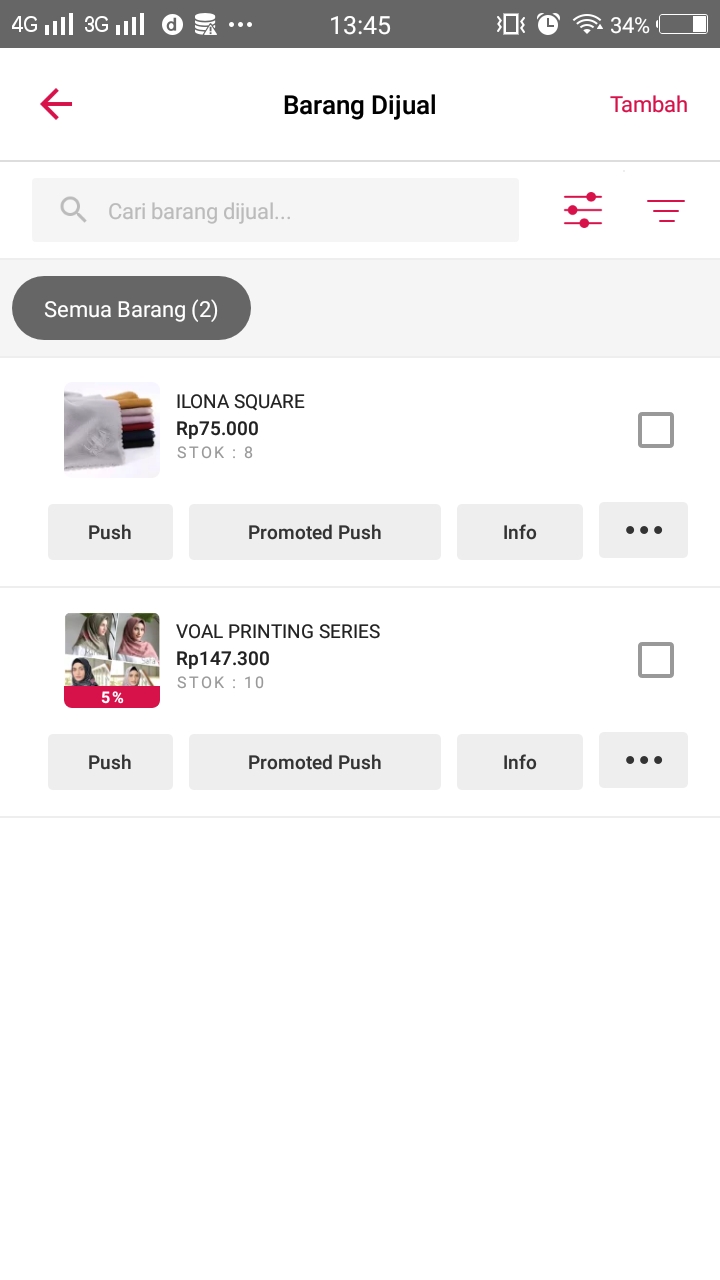 4G 3G 13:45 34%
Barang Dijual
Tambah
Cari barang dijual...
Semua Barang (2)
ILONA SQUARE
Rp75.000
STOK : 8
Push
Promoted Push
Info
VOAL PRINTING SERIES
Rp147.300
STOK : 10
5%
Push
Promoted Push
Info